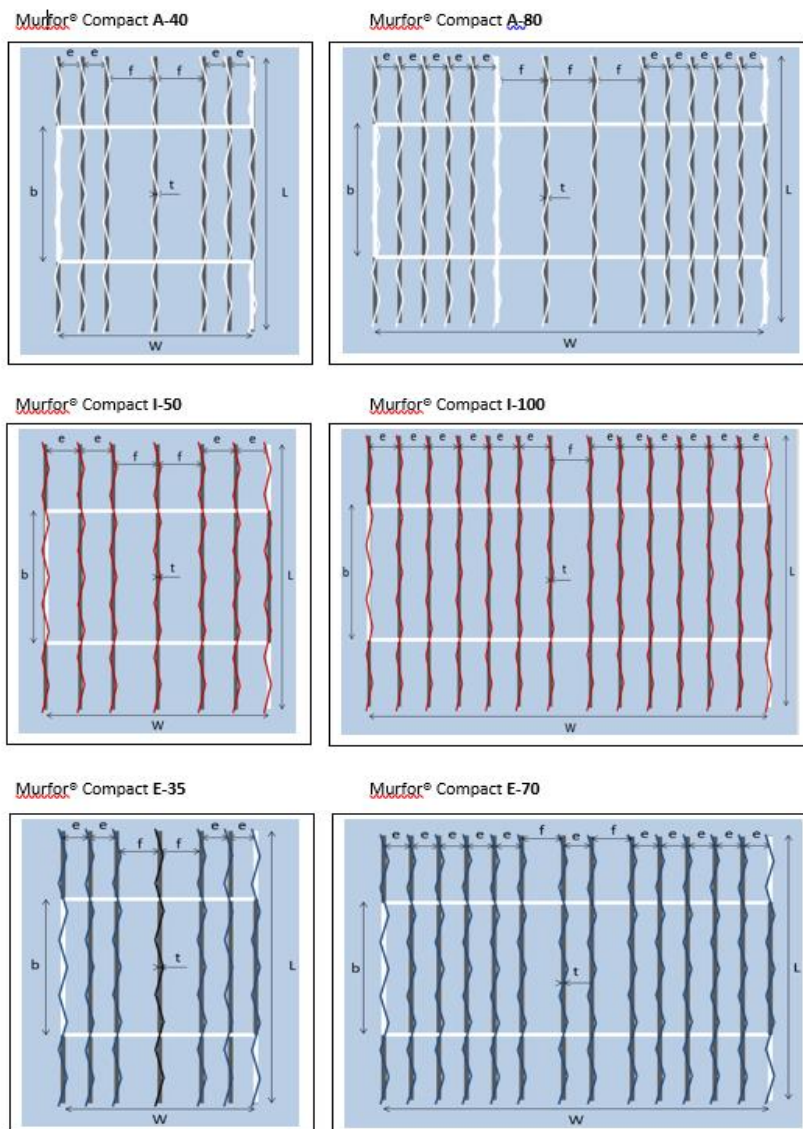 Murfor® Compact A-40
e e f f e e
b t L
W
Murfor® Compact A-80
e e e e e f f f e e e e e
b t L
W
Murfor® Compact I-50
e e f f e e
b t L
W
Murfor® Compact I-100
e e e e e e f e e e e e e
b t L
W
Murfor® Compact E-35
e e f f e e
b t L
W
Murfor® Compact E-70
e e e e e f e f e e e e e
b t L
W